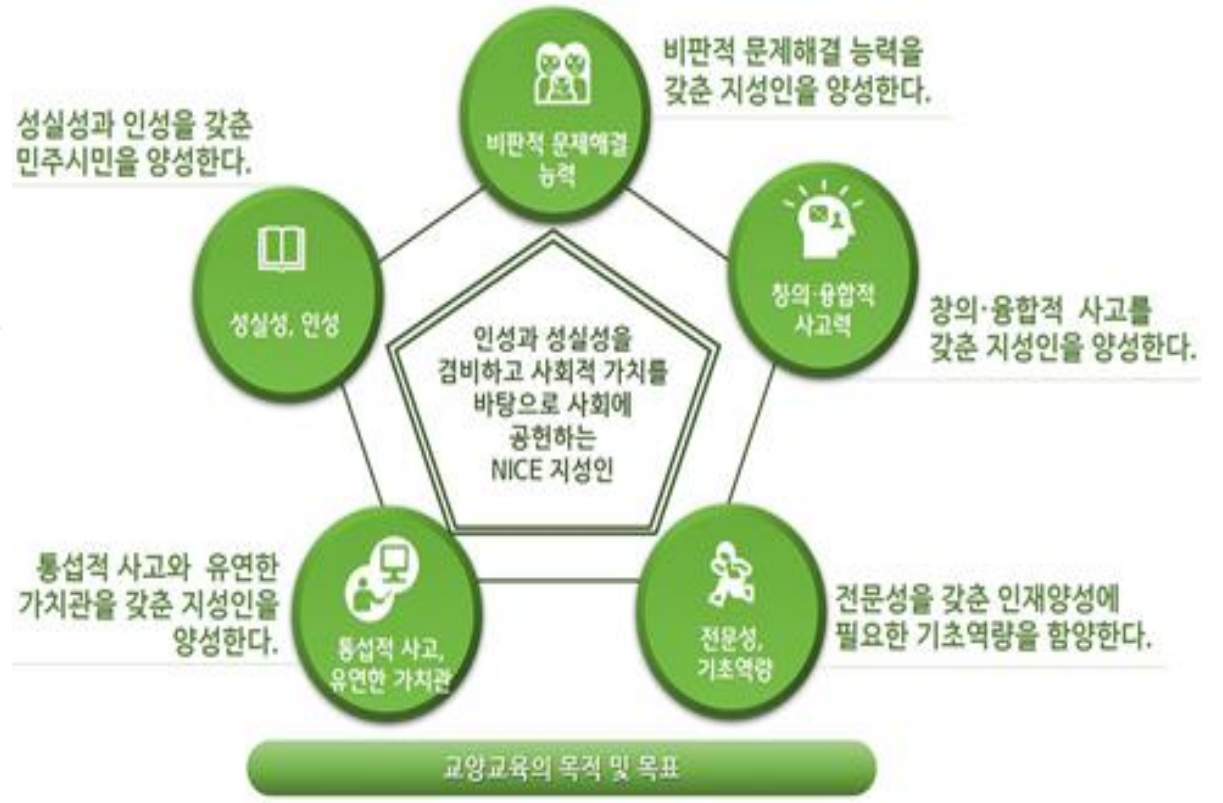 비판적 문제해결 능력을
갖춘 지성인을 양성한다.
성실성과 인성을 갖춘
민주시민을 양성한다.
비판적 문제해결
능력
성실성, 인성
창의·융합적
사고력
창의·융합적 사고를
갖춘 지성인을 양성한다.
인성과 성실성을
겸비하고 사회적 가치를
바탕으로 사회에
공헌하는
NICE 지성인
통섭적 사고와 유연한
가치관을 갖춘 지성인을
양성한다.
통섭적 사고,
유연한 가치관
전문성,
기초역량
전문성을 갖춘 인재양성에
필요한 기초역량을 함양한다.
교양교육의 목적 및 목표